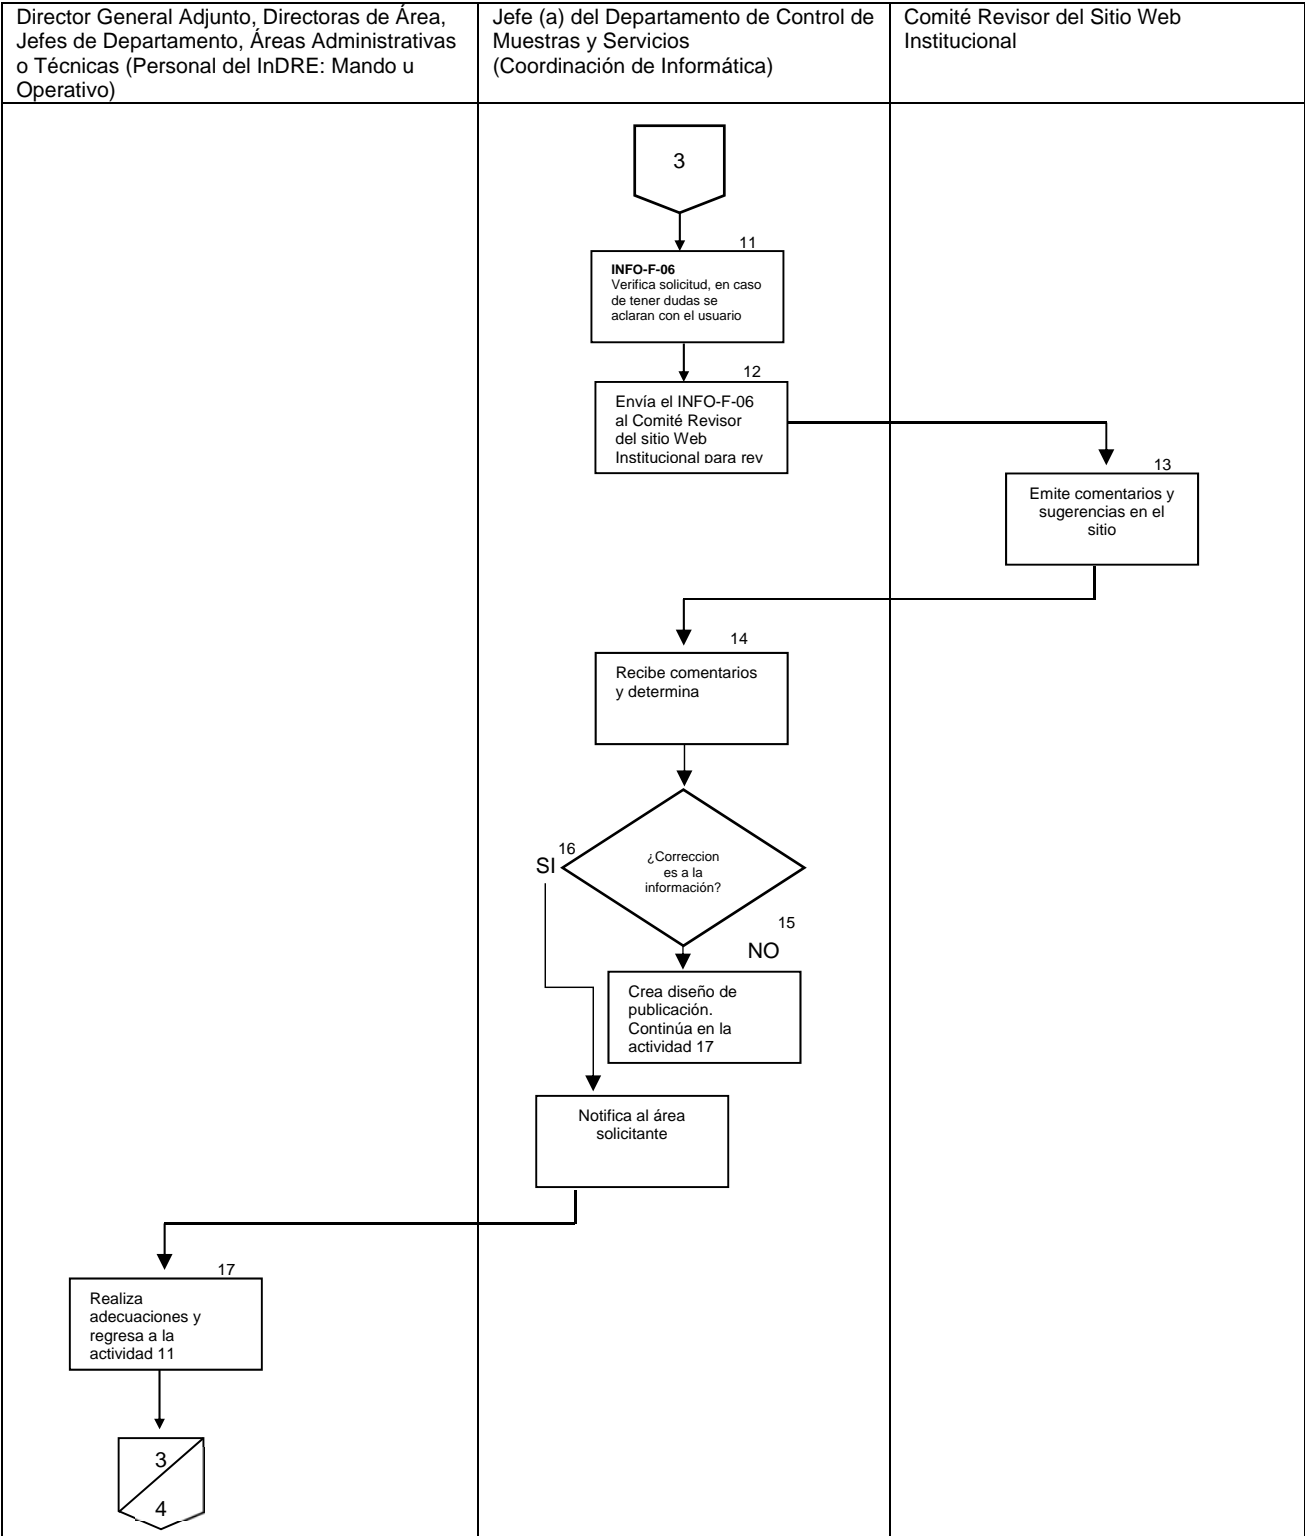 Director General Adjunto, Directoras de Área,
Jefes de Departamento, Áreas Administrativas
o Técnicas (Personal del InDRE: Mando u
Operativo)
Jefe (a) del Departamento de Control de
Muestras y Servicios
(Coordinación de Informática)
Comité Revisor del Sitio Web
Institucional
3
11
INFO-F-06
Verifica solicitud, en caso
de tener dudas se
aclaran con el usuario
12
Envía el INFO-F-06
al Comité Revisor
del sitio Web
Institucional para rev
13
Emite comentarios y
sugerencias en el
sitio
14
Recibe comentarios
y determina
16
SI
¿Correccion
es a la
información?
15
NO
Crea diseño de
publicación.
Continúa en la
actividad 17
Notifica al área
solicitante
17
Realiza
adecuaciones y
regresa a la
actividad 11
3
4